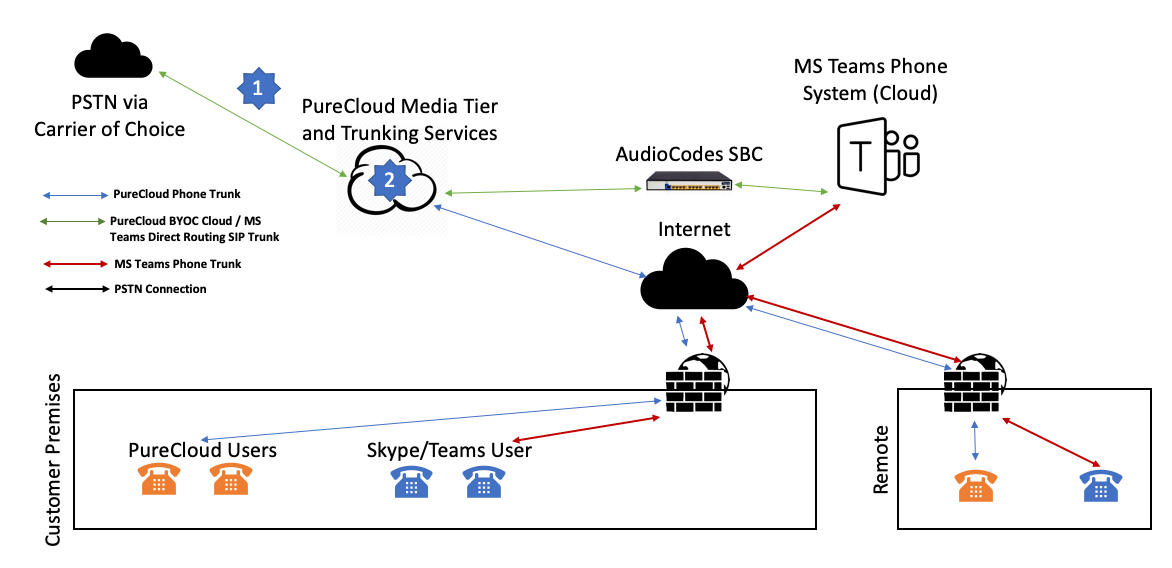 MS Teams Phone
System (Cloud)
PSTN via
Carrier of Choice
1
PureCloud Media Tier
and Trunking Services
2
AudioCodes SBC
T
PureCloud Phone Trunk
PureCloud BYOC Cloud / MS
Teams Direct Routing SIP Trunk
MS Teams Phone Trunk
PSTN Connection
Internet
Customer Premises
PureCloud Users
Skype/Teams User
Remote